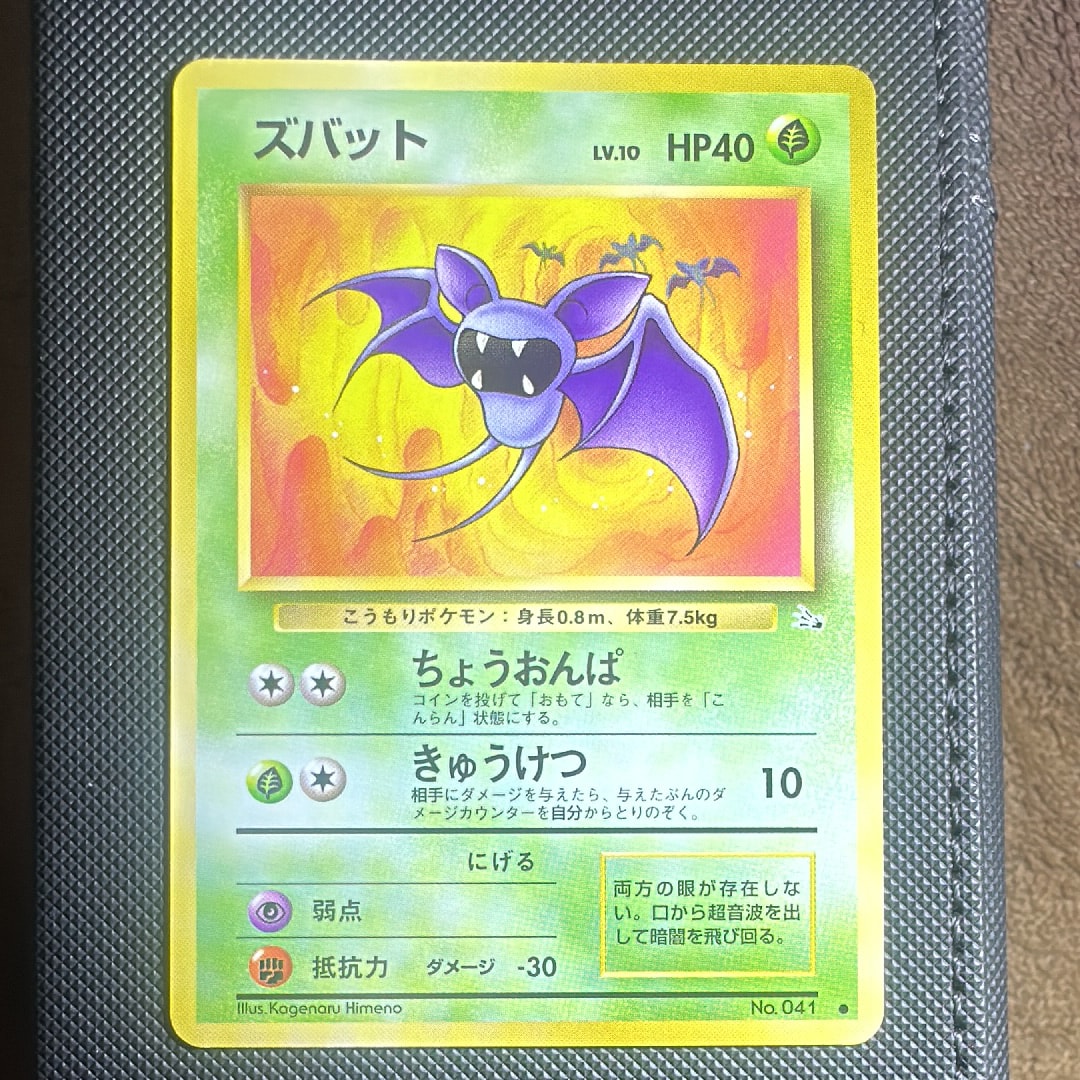 ズバット
LV.10 HP40
こうもりポケモン：身長0.8m、体重7.5kg
ちょうおんぱ
コインを投げて「おもて」なら、相手を「こ
んらん」状態にする。
きゅうけつ
10
相手にダメージを与えたら、与えたぶんのダ
メージカウンターを自分からとりのぞく。
にげる
弱点
抵抗力 ダメージ -30
両方の眼が存在しな
い。口から超音波を出
して暗闇を飛び回る。
Illus.Kagenaru Himeno
No. 041